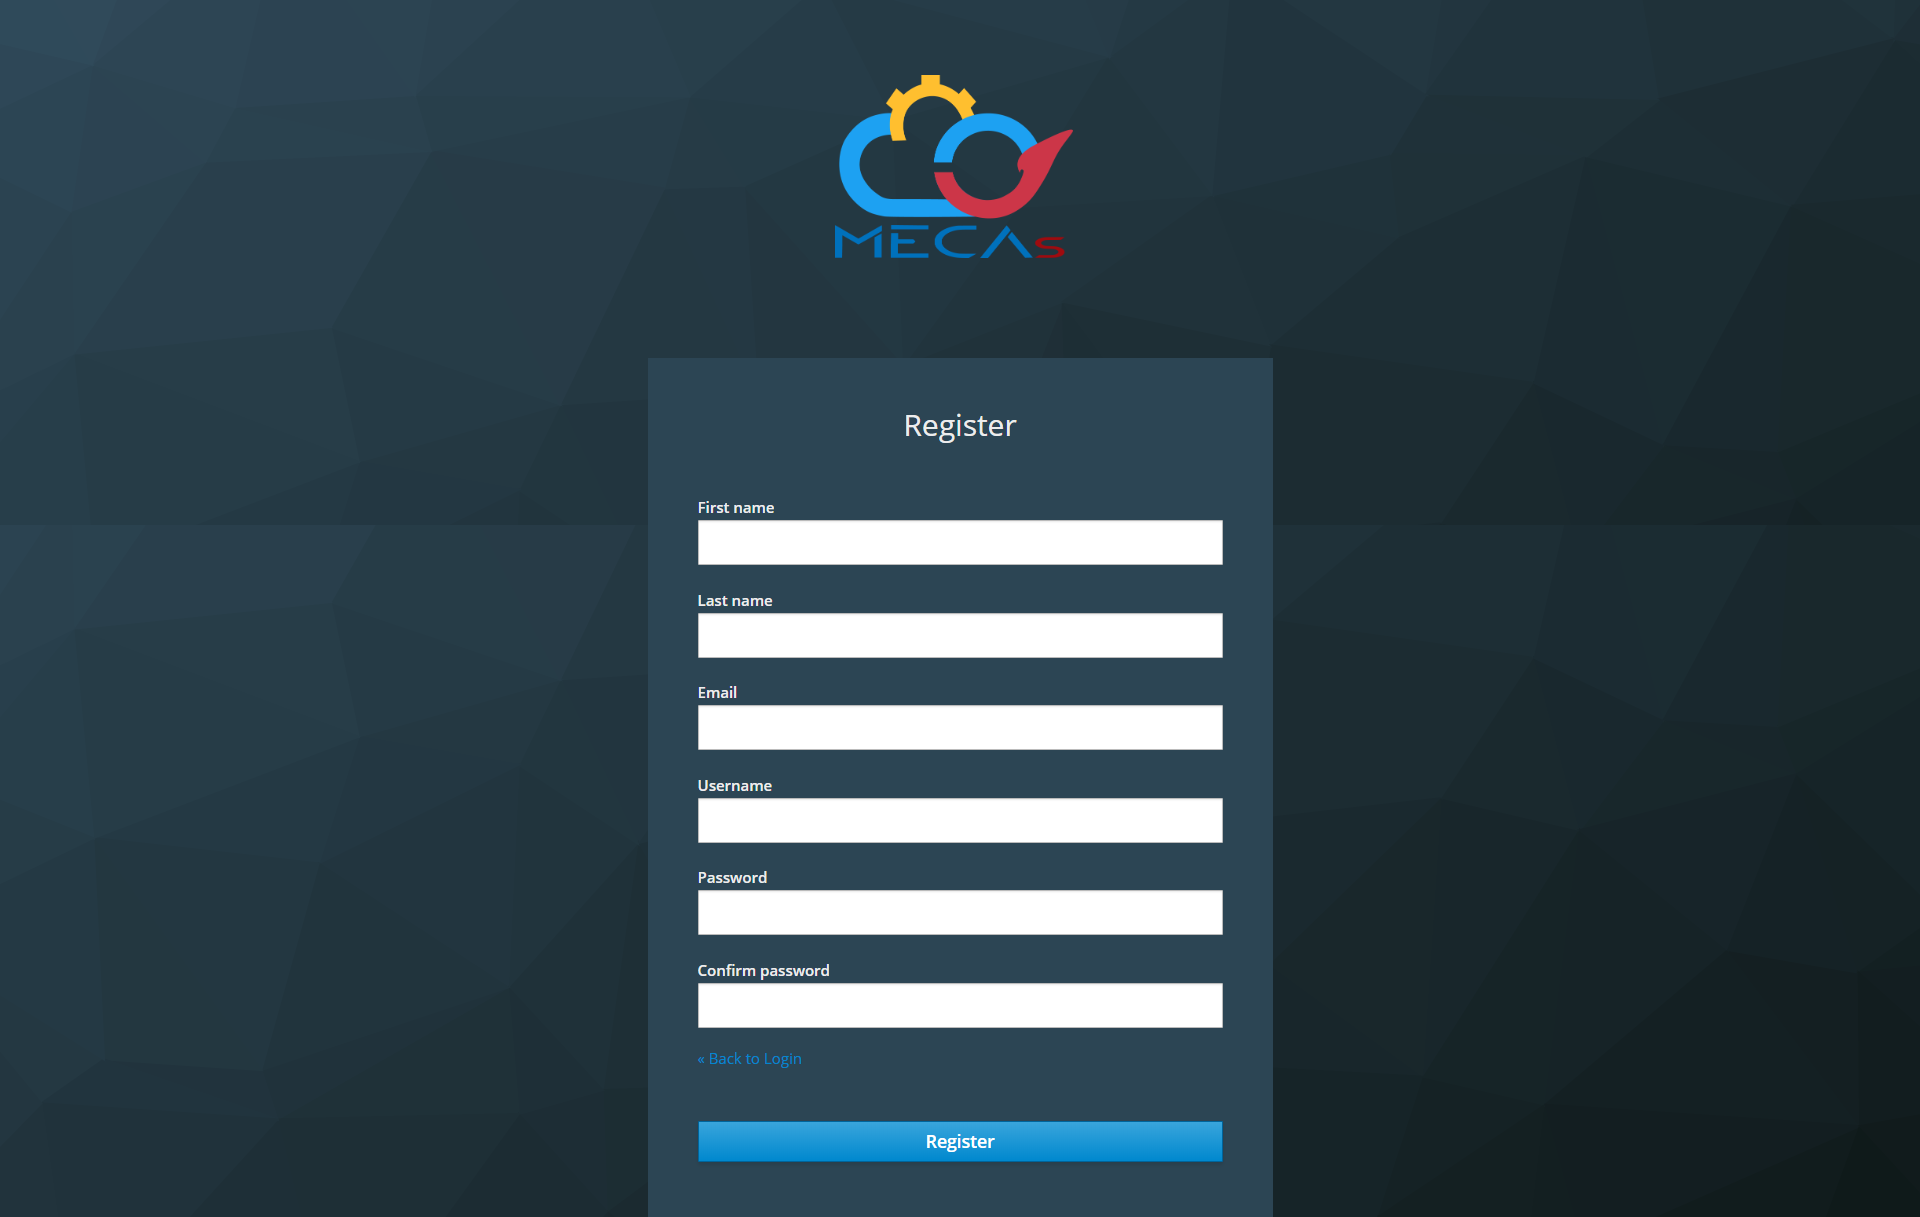 MECAs
Register
First name
Last name
Email
Username
Password
Confirm password
« Back to Login
Register